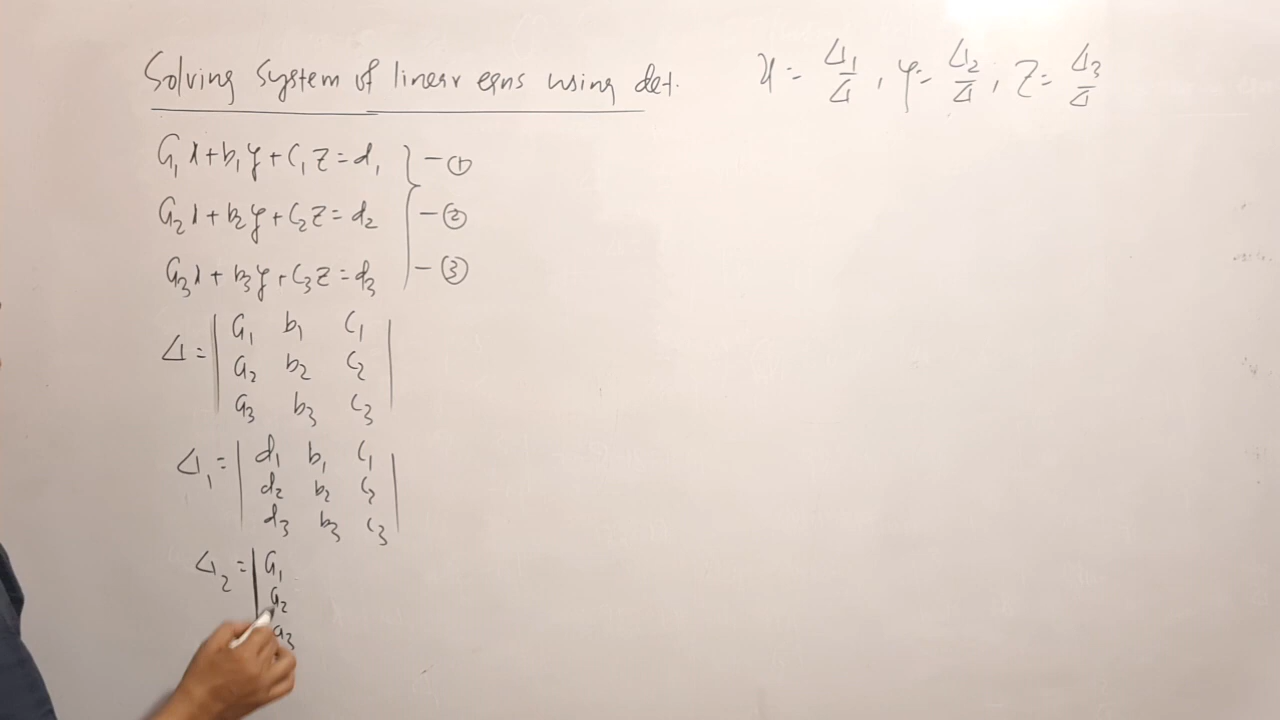 Solving system of linear eqns using det.
x = Δ1/Δ , y = Δ2/Δ , z = Δ3/Δ
a1x + b1y + c1z = d1 } — ①
a2x + b2y + c2z = d2 — ②
a3x + b3y + c3z = d3 — ③
Δ = | a1 b1 c1 |
a2 b2 c2
a3 b3 c3
Δ1 = | d1 b1 c1 |
d2 b2 c2
d3 b3 c3
Δ2 = | a1
a2
a3